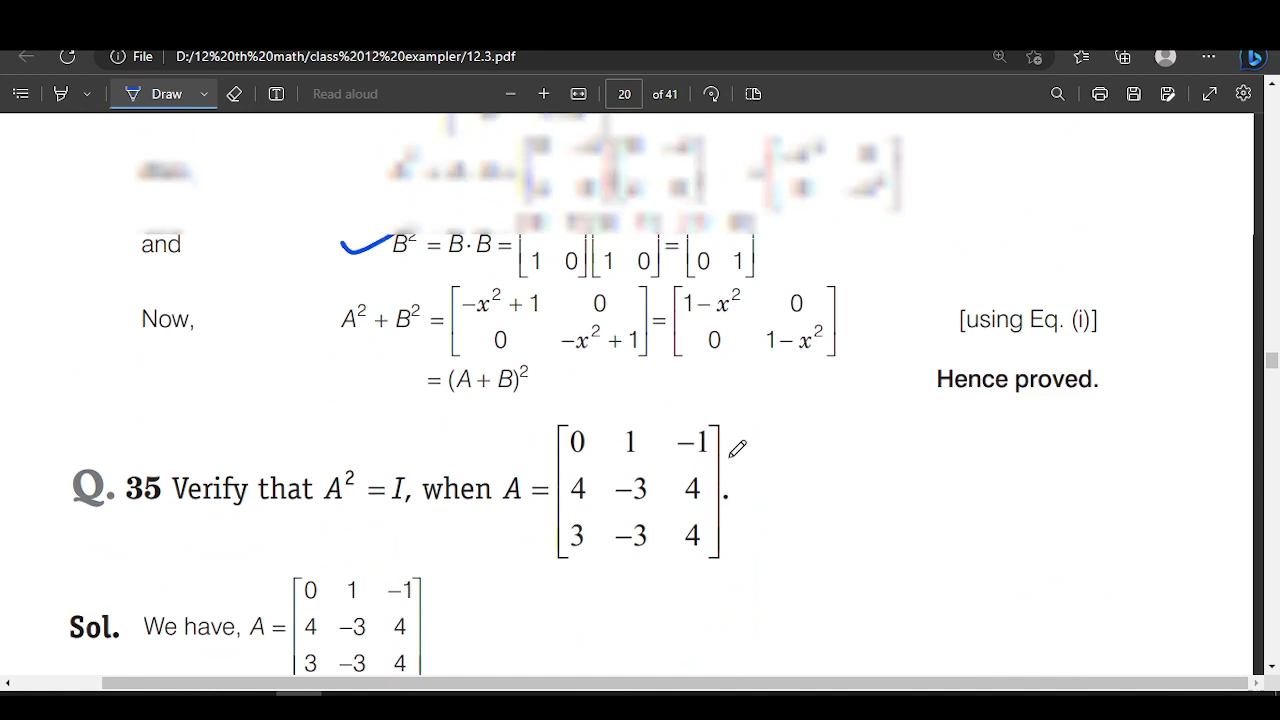 File D:/12%20th%20math/class%2012%20exampler/12.3.pdf
Draw Read aloud 20 of 41
and B² = B · B = [1 0] [1 0] = [0 1]
Now, A² + B² = [−x² + 1 0; 0 −x² + 1] = [1 − x² 0; 0 1 − x²] [using Eq. (i)]
= (A + B)² Hence proved.
Q. 35 Verify that A² = I, when A = [0 1 −1; 4 −3 4; 3 −3 4].
Sol. We have, A = [0 1 −1; 4 −3 4; 3 −3 4]